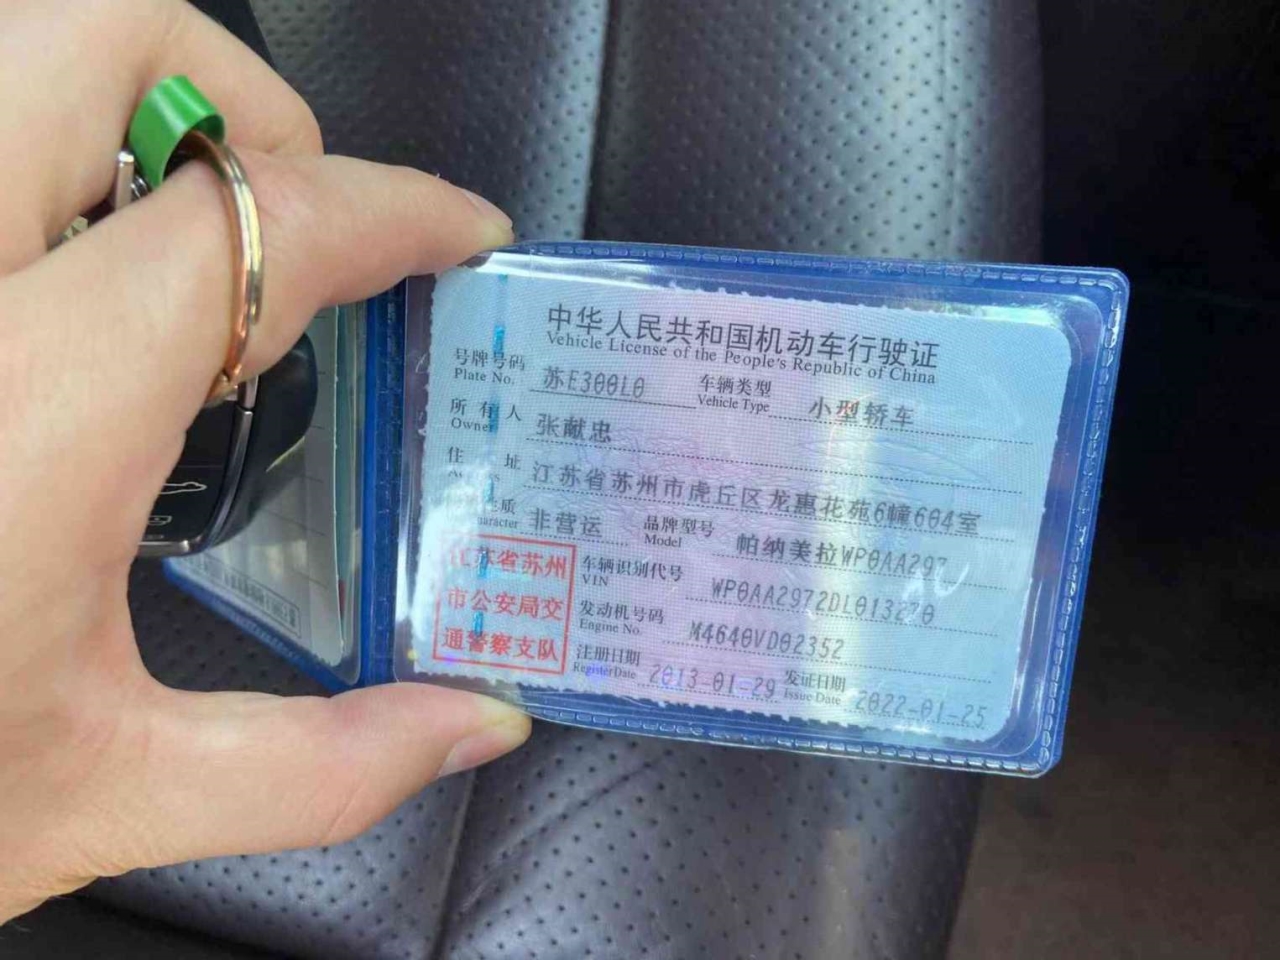 中华人民共和国机动车行驶证
Vehicle License of the People's Republic of China
号牌号码 苏E300L0 车辆类型 小型轿车
Plate No. Vehicle Type
所有人 张献忠
Owner
住址 江苏省苏州市虎丘区龙惠花苑6幢604室
性质 非营运 品牌型号 帕纳美拉WP0AA297
Character Model
江苏省苏州
市公安局交
通警察支队
车辆识别代号 WP0AA2972DL013270
VIN
发动机号码 M4640VD02352
Engine No.
注册日期 2013-01-29 发证日期 2022-01-25
Register Date Issue Date